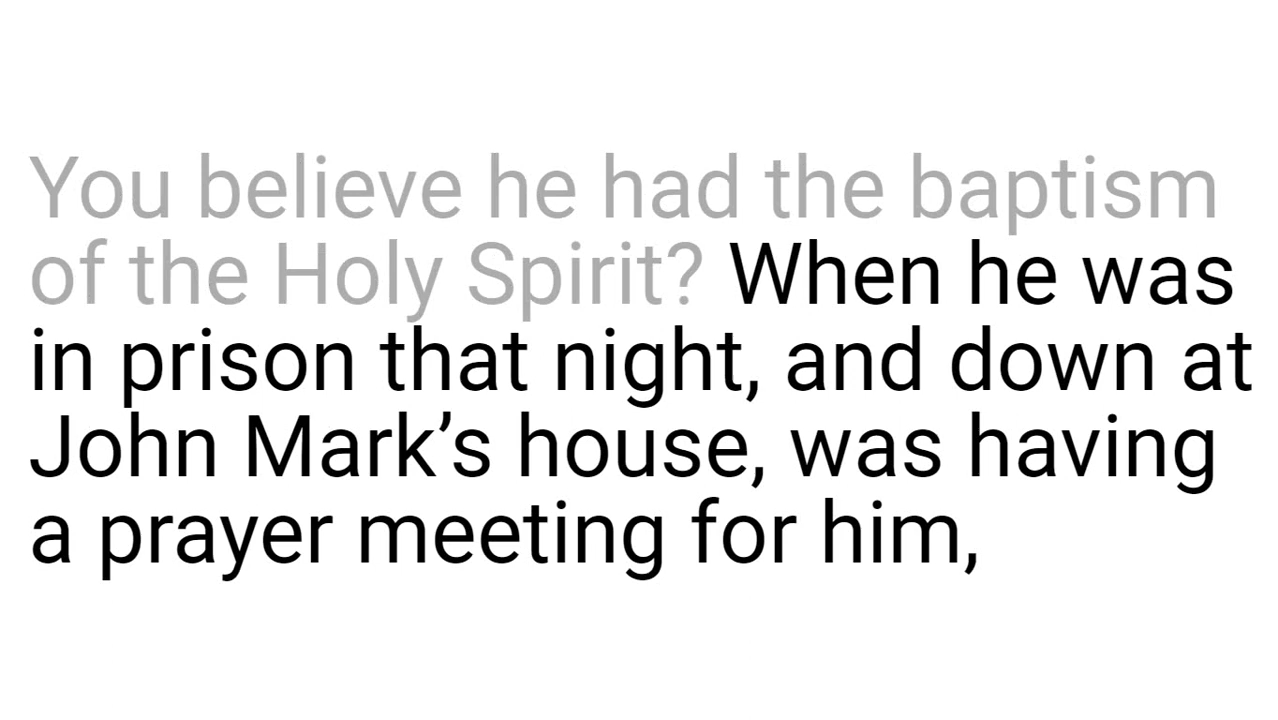 You believe he had the baptism
of the Holy Spirit? When he was
in prison that night, and down at
John Mark’s house, was having
a prayer meeting for him,